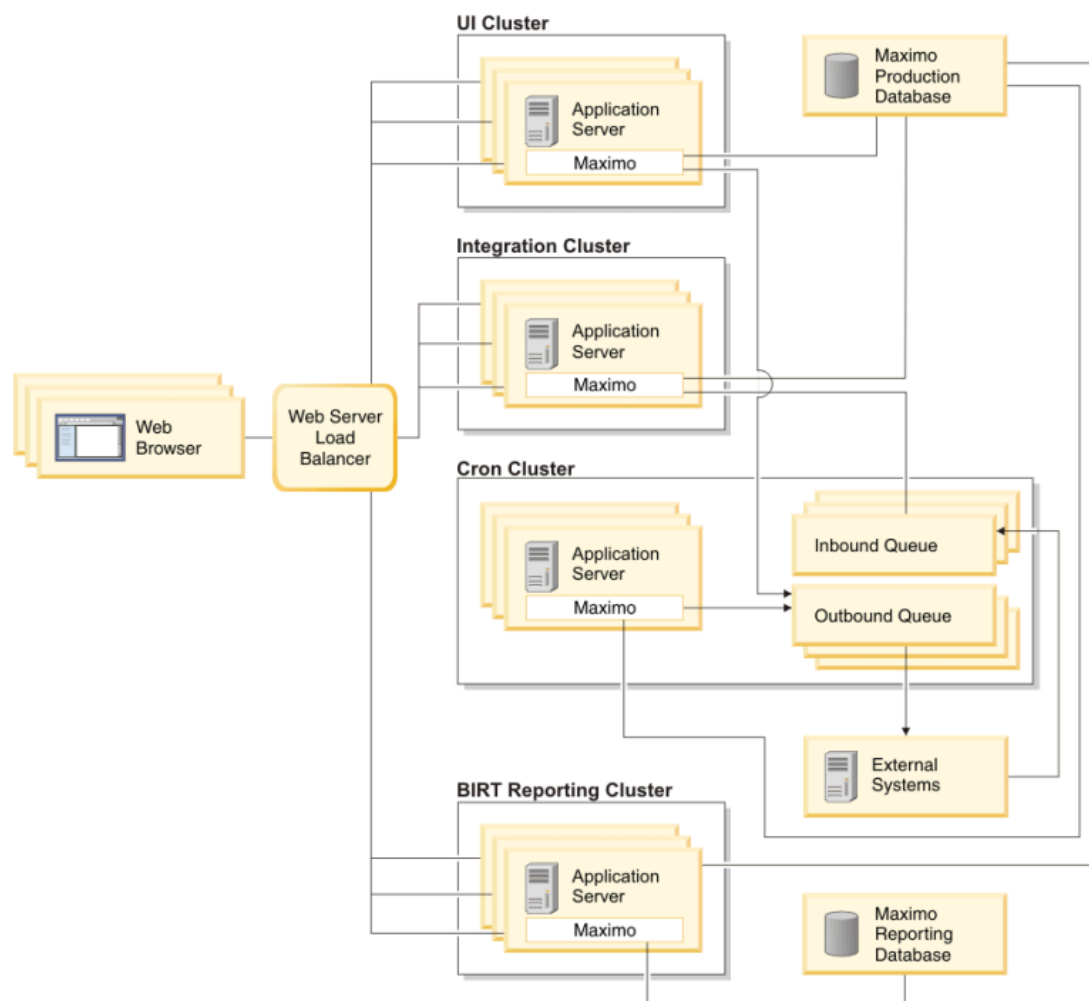 UI Cluster
Application
Server
Maximo
Maximo
Production
Database
Integration Cluster
Application
Server
Maximo
Web
Browser
Web Server
Load
Balancer
Cron Cluster
Application
Server
Maximo
Inbound Queue
Outbound Queue
External
Systems
BIRT Reporting Cluster
Application
Server
Maximo
Maximo
Reporting
Database